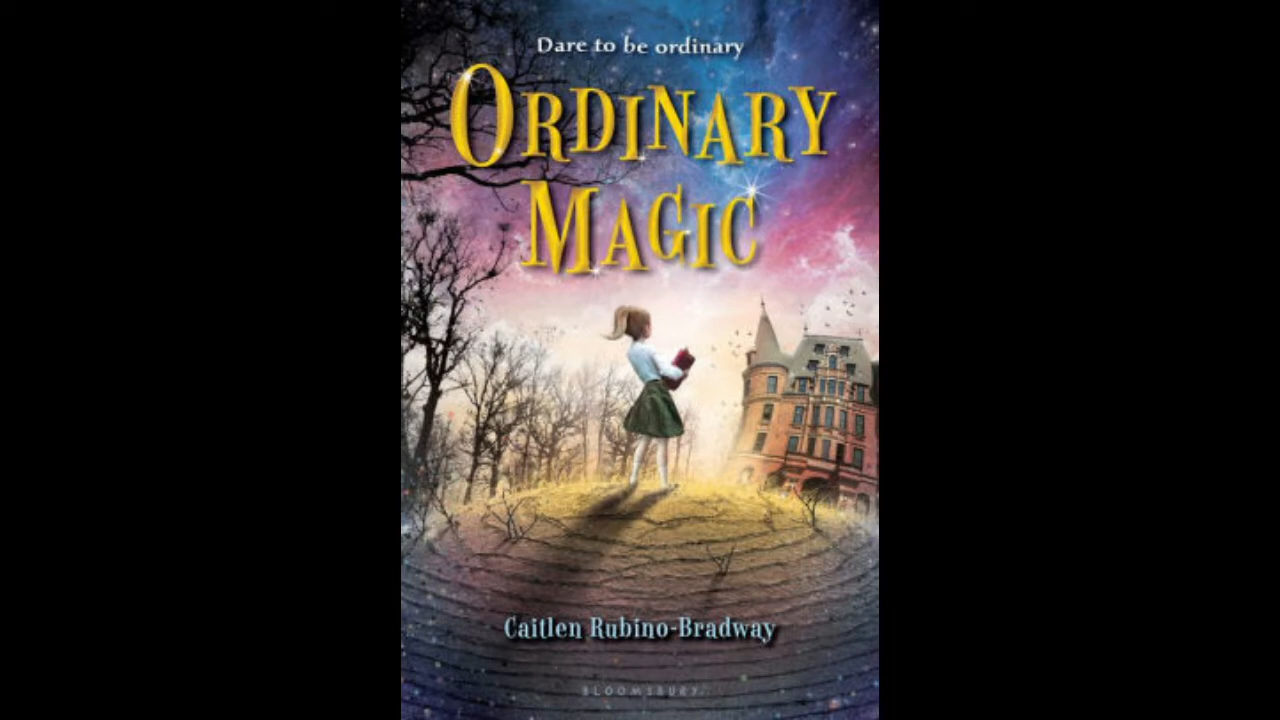 Dare to be ordinary
ORDINARY
MAGIC
Caitlen Rubino-Bradway
BLOOMSBURY